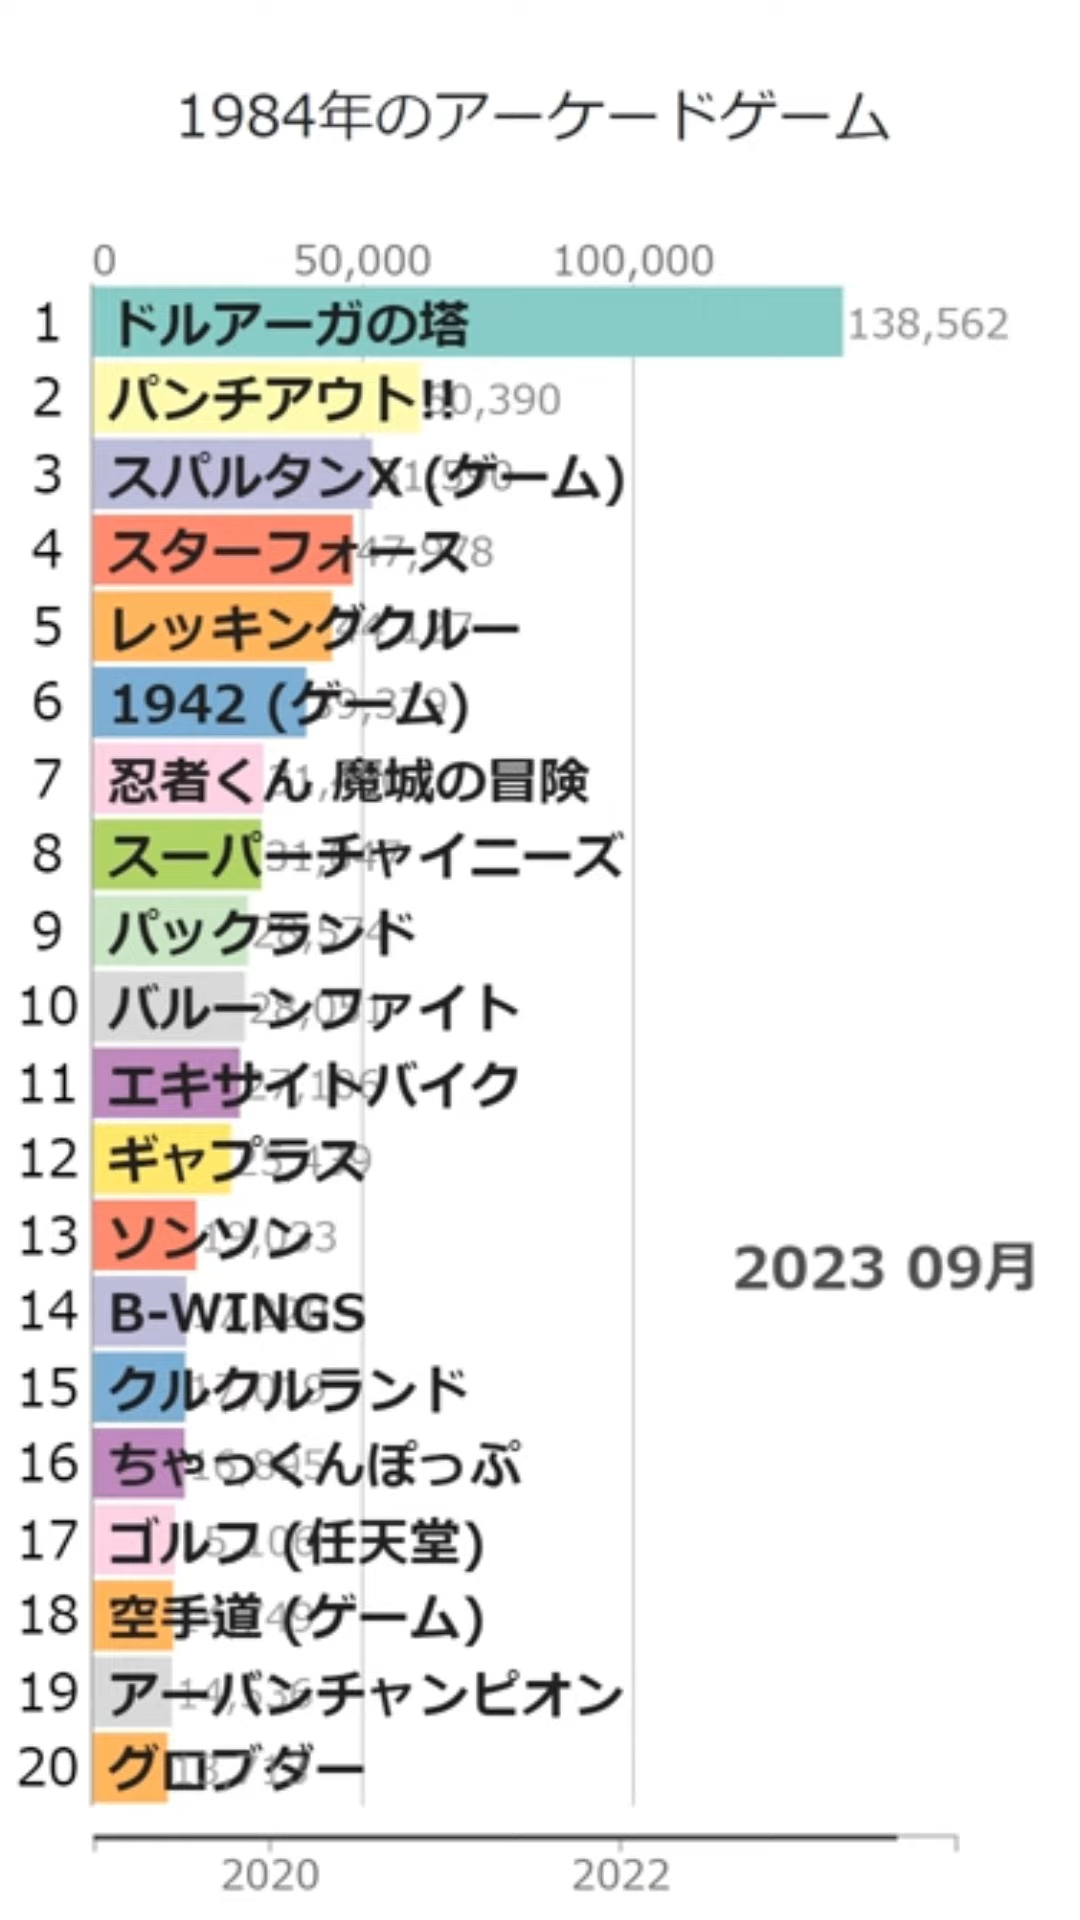 1984年のアーケードゲーム
0 50,000 100,000
1 ドルアーガの塔 138,562
2 パンチアウト!! 60,390
3 スパルタンX (ゲーム)
4 スターフォース 47,978
5 レッキングクルー
6 1942 (ゲーム)
7 忍者くん 魔城の冒険
8 スーパーチャイニーズ
9 パックランド
10 バルーンファイト
11 エキサイトバイク
12 ギャプラス
13 ソンソン
14 B-WINGS
15 クルクルランド
16 ちゃっくんぽっぷ
17 ゴルフ (任天堂)
18 空手道 (ゲーム)
19 アーバンチャンピオン
20 グロブダー
2023 09月
2020 2022